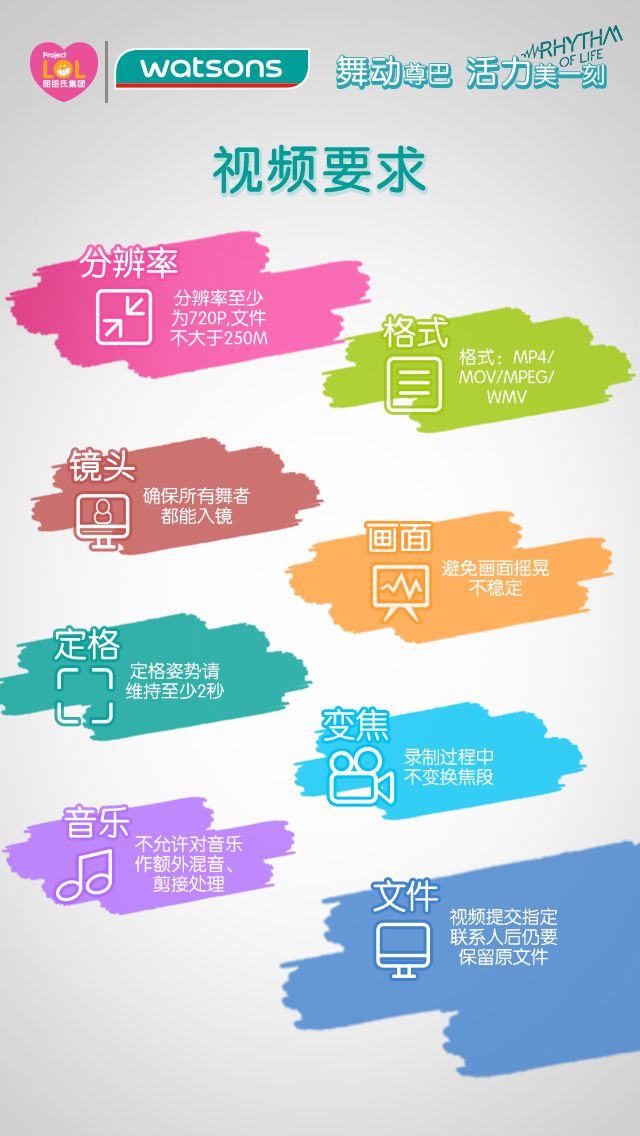 Project
LOL
屈臣氏集团
watsons
舞动尊巴 活力美一刻
RHYTHM
OF LIFE
视频要求
分辨率
分辨率至少
为720P,文件
不大于250M
格式
格式：MP4/
MOV/MPEG/
WMV
镜头
确保所有舞者
都能入镜
画面
避免画面摇晃
不稳定
定格
定格姿势请
维持至少2秒
变焦
录制过程中
不变换焦段
音乐
不允许对音乐
作额外混音、
剪接处理
文件
视频提交指定
联系人后仍要
保留原文件